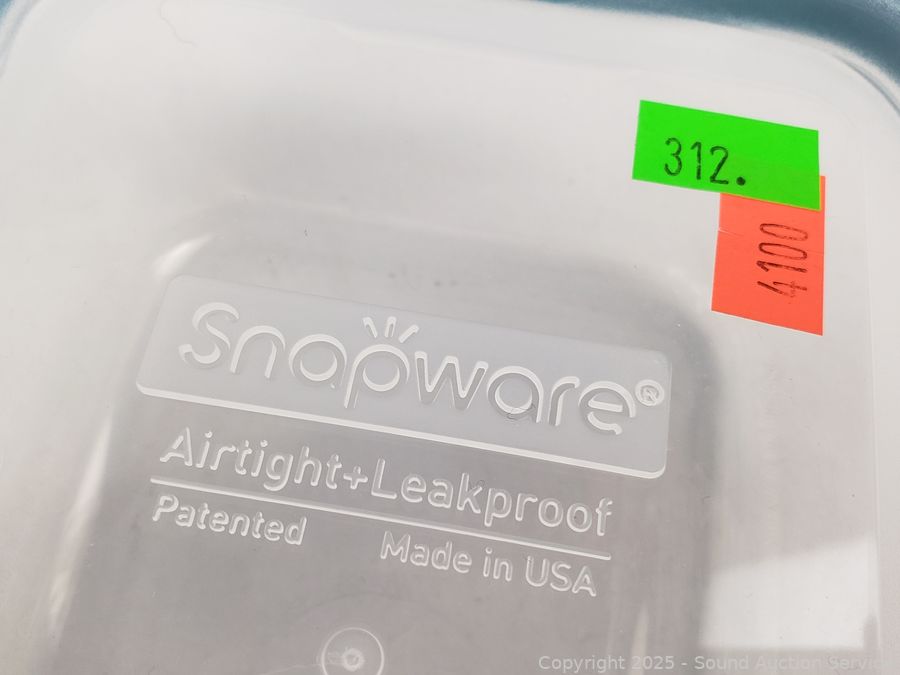 312.
4100
Snapware®
Airtight+Leakproof
Patented Made in USA
Copyright 2025 - Sound Auction Service